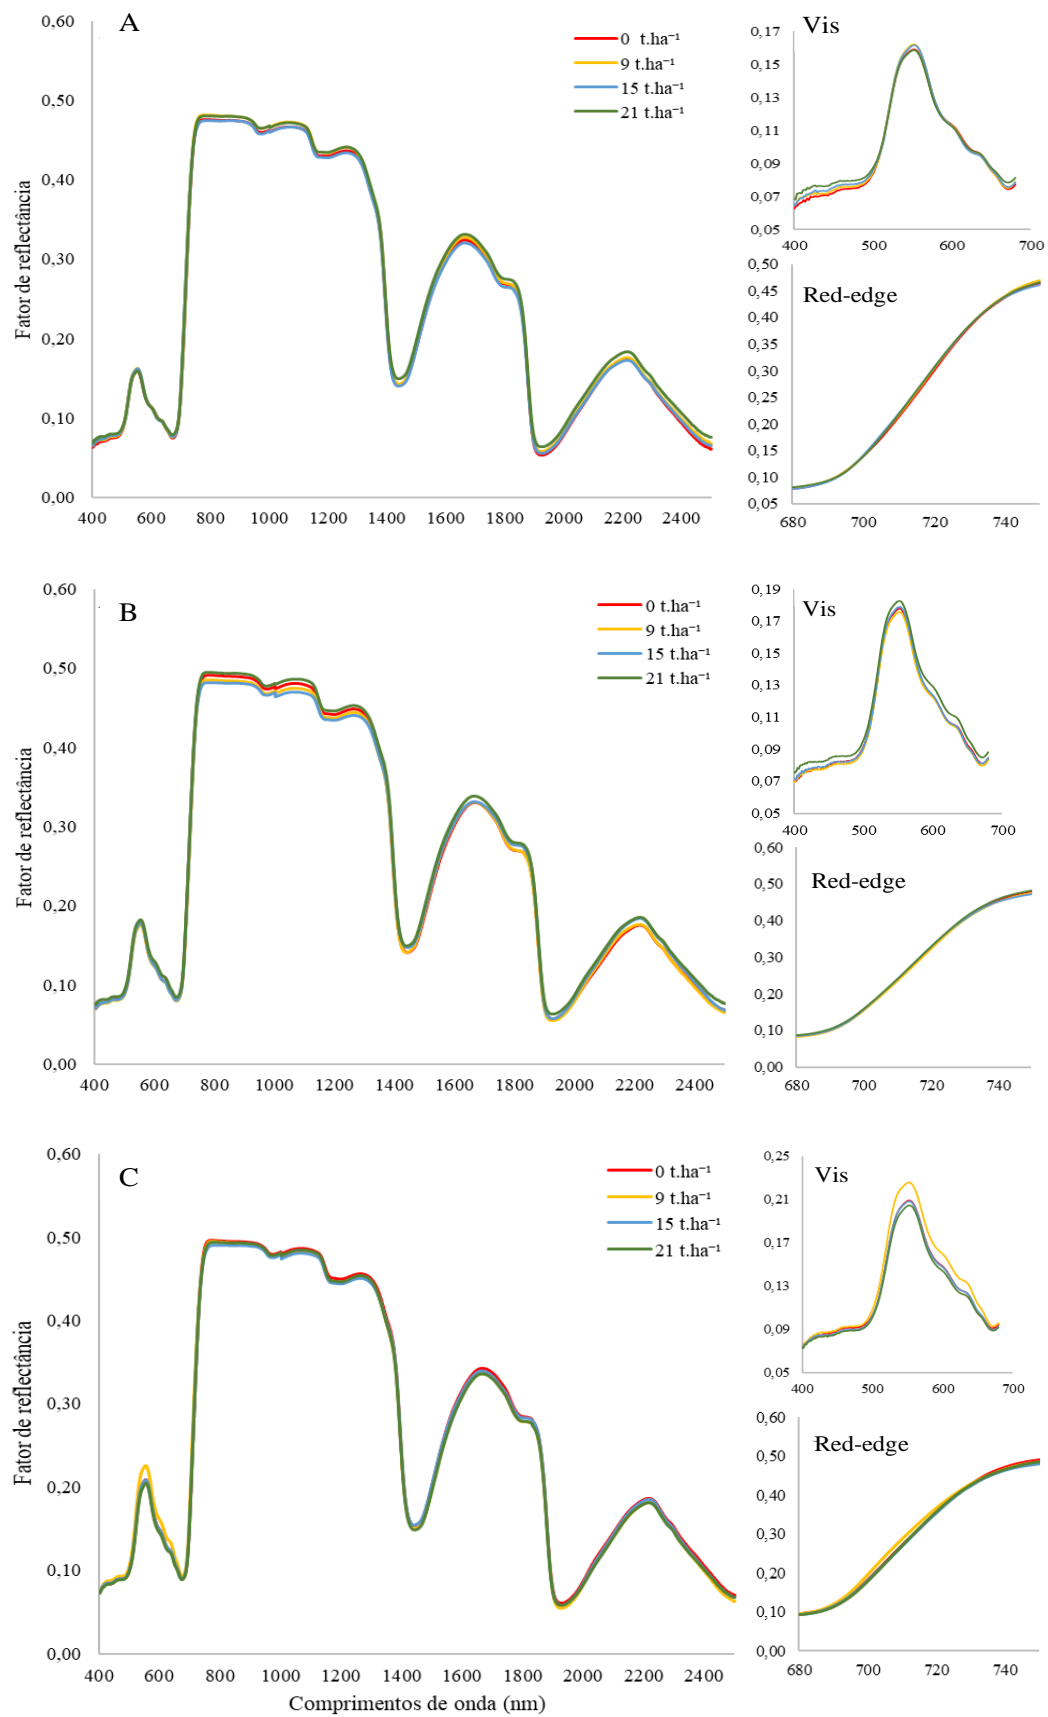 A
Fator de reflectância
0,60
0,50
0,40
0,30
0,20
0,10
0,00
400 600 800 1000 1200 1400 1600 1800 2000 2200 2400
0 t.ha⁻¹
9 t.ha⁻¹
15 t.ha⁻¹
21 t.ha⁻¹
Vis
0,17
0,15
0,13
0,11
0,09
0,07
0,05
400 500 600 700
Red-edge
0,50
0,45
0,40
0,35
0,30
0,25
0,20
0,15
0,10
0,05
680 700 720 740
B
Fator de reflectância
0,60
0,50
0,40
0,30
0,20
0,10
0,00
400 600 800 1000 1200 1400 1600 1800 2000 2200 2400
0 t.ha⁻¹
9 t.ha⁻¹
15 t.ha⁻¹
21 t.ha⁻¹
Vis
0,19
0,17
0,15
0,13
0,11
0,09
0,07
0,05
400 500 600 700
Red-edge
0,60
0,50
0,40
0,30
0,20
0,10
0,00
680 700 720 740
C
Fator de reflectância
0,60
0,50
0,40
0,30
0,20
0,10
0,00
400 600 800 1000 1200 1400 1600 1800 2000 2200 2400
Comprimentos de onda (nm)
0 t.ha⁻¹
9 t.ha⁻¹
15 t.ha⁻¹
21 t.ha⁻¹
Vis
0,25
0,21
0,17
0,13
0,09
0,05
400 500 600 700
Red-edge
0,60
0,50
0,40
0,30
0,20
0,10
0,00
680 700 720 740